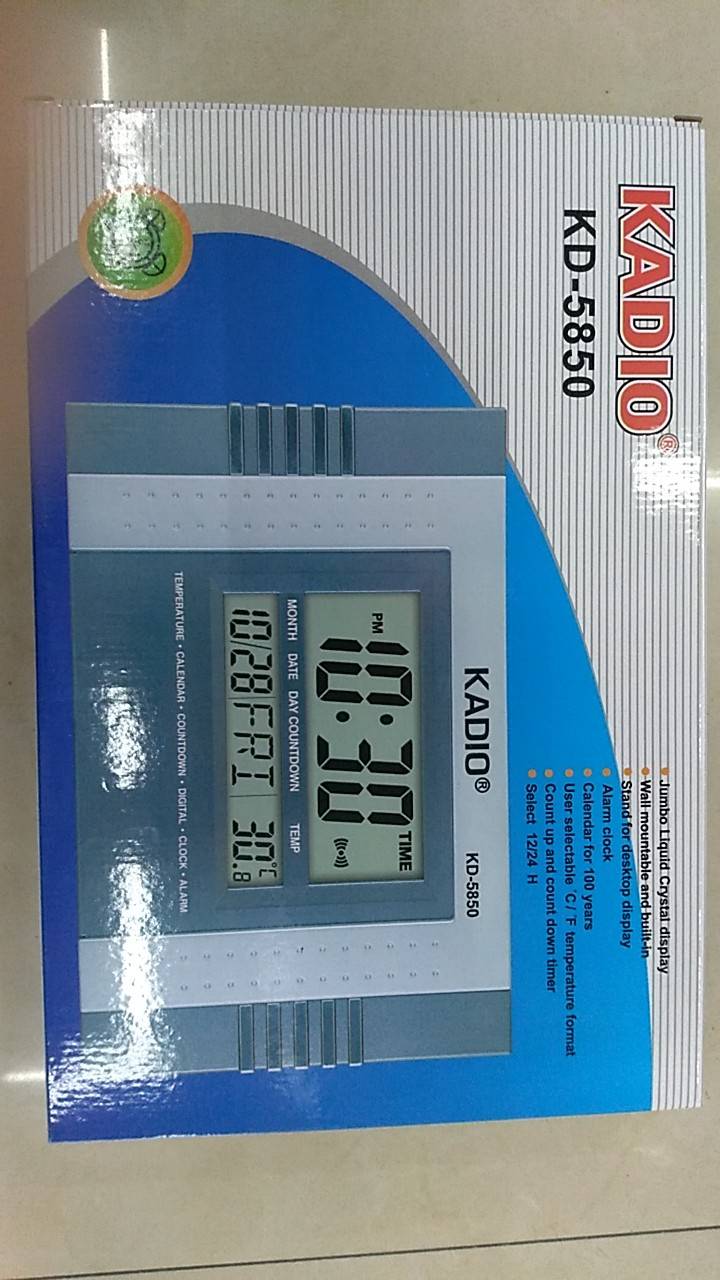 KADIO®
KD-5850
Jumbo Liquid Crystal display
Wall mountable and built-in
Stand for desktop display
Alarm clock
Calendar for 100 years
User selectable °C / °F temperature format
Count up and count down timer
Select 12/24 H
KADIO® KD-5850
TIME
PM 10:30
MONTH DATE DAY COUNTDOWN TEMP
10/28 FRI 30.8 °C
TEMPERATURE • CALENDAR • COUNTDOWN • DIGITAL • CLOCK • ALARM